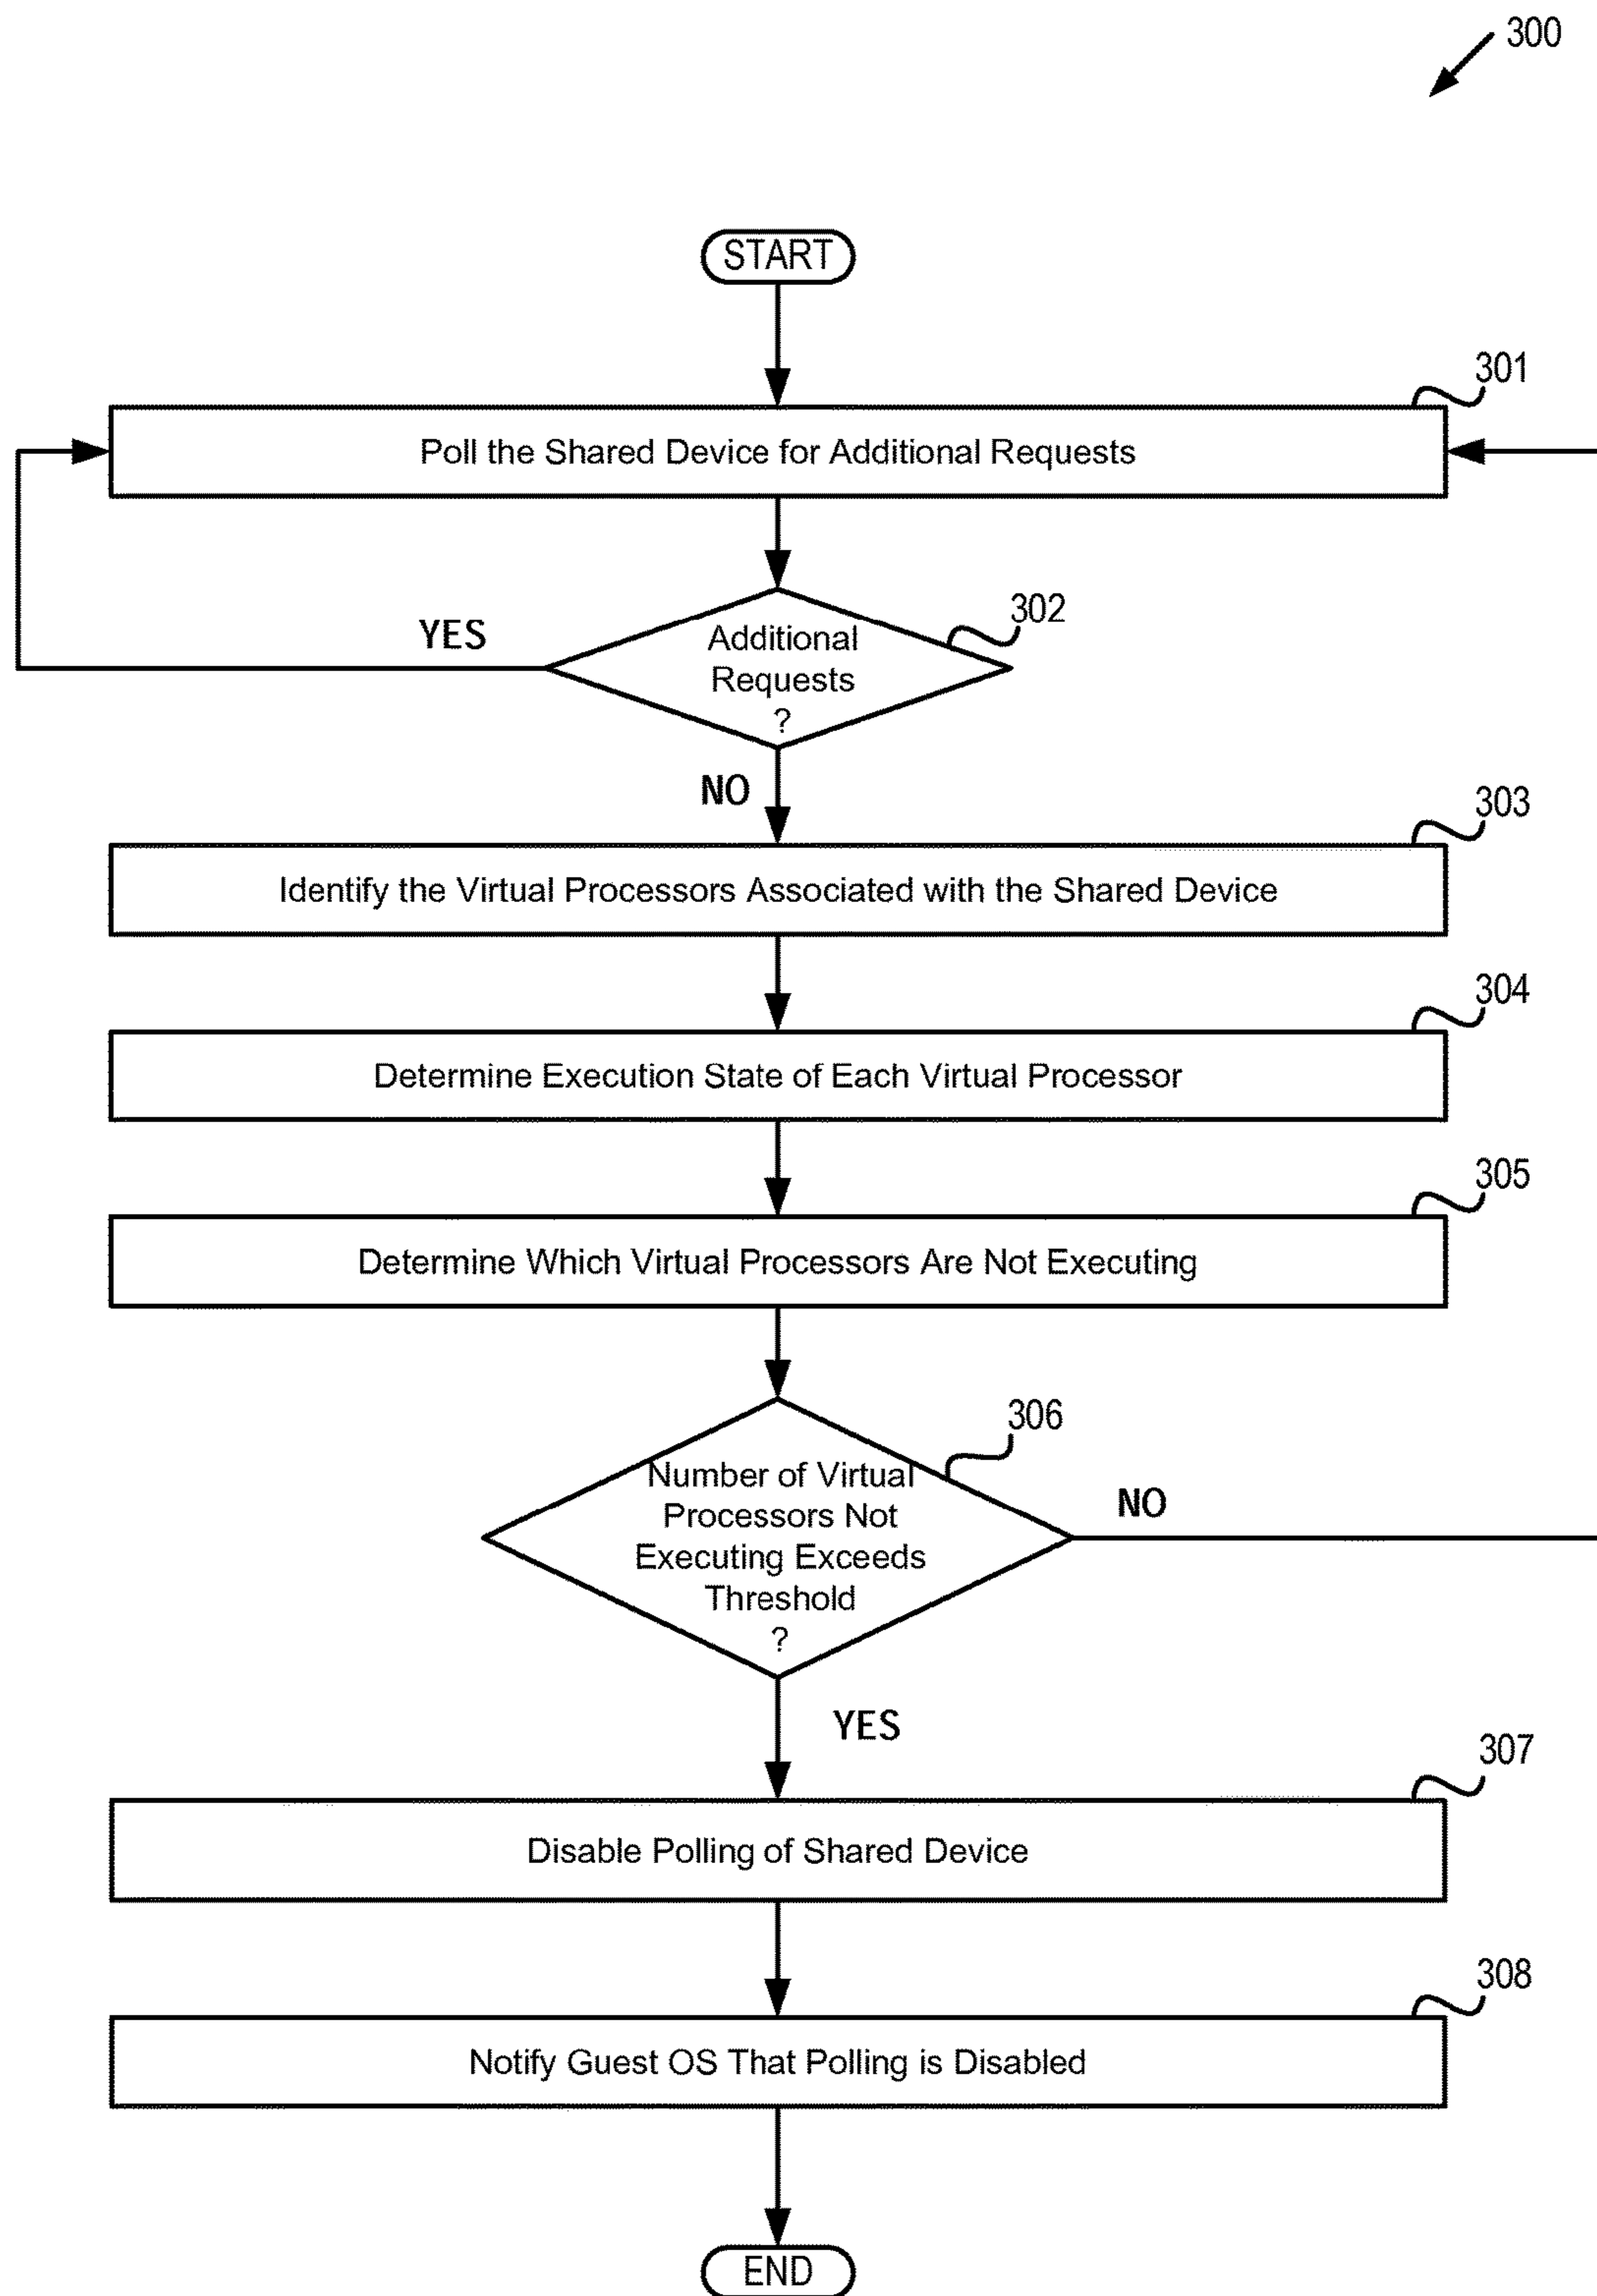 300
START
301
Poll the Shared Device for Additional Requests
302
YES
Additional
Requests
?
NO
303
Identify the Virtual Processors Associated with the Shared Device
304
Determine Execution State of Each Virtual Processor
305
Determine Which Virtual Processors Are Not Executing
306
Number of Virtual
Processors Not
Executing Exceeds
Threshold
?
NO
YES
307
Disable Polling of Shared Device
308
Notify Guest OS That Polling is Disabled
END